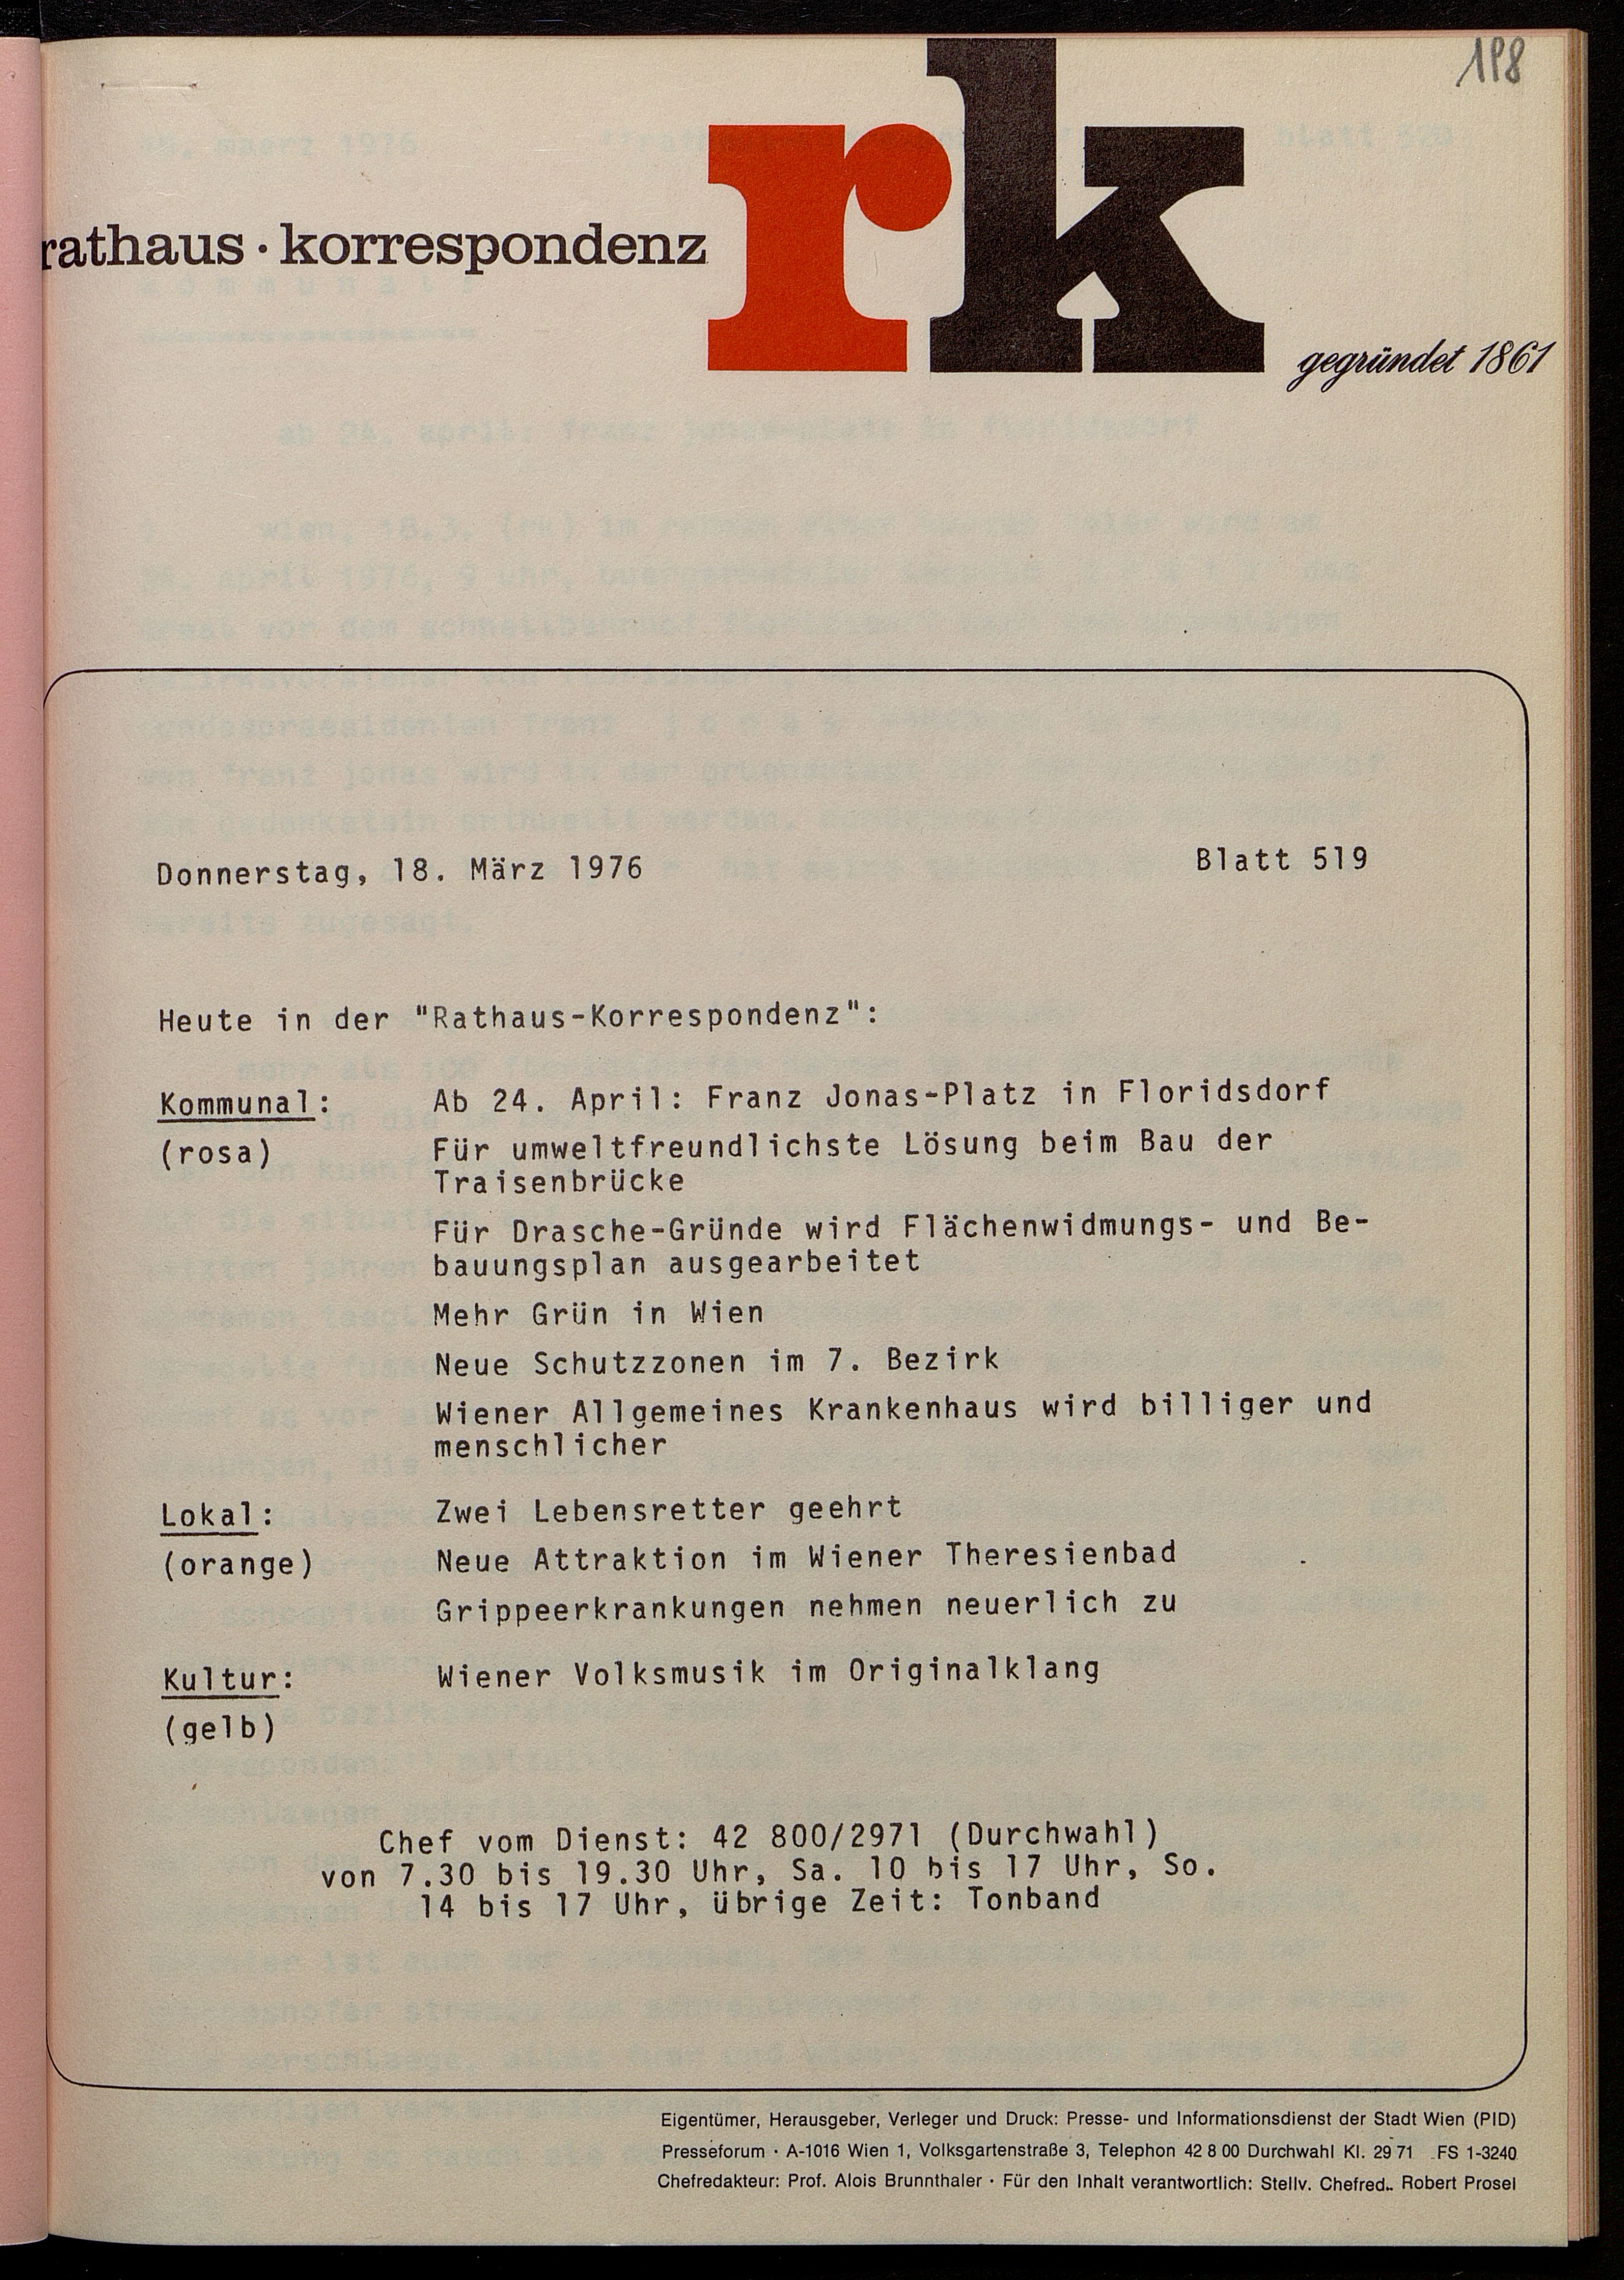 198
rk
rathaus · korrespondenz
gegründet 1861
Donnerstag, 18. März 1976 Blatt 519
Heute in der "Rathaus-Korrespondenz":
Kommunal: Ab 24. April: Franz Jonas-Platz in Floridsdorf
(rosa) Für umweltfreundlichste Lösung beim Bau der
Traisenbrücke
Für Drasche-Gründe wird Flächenwidmungs- und Be-
bauungsplan ausgearbeitet
Mehr Grün in Wien
Neue Schutzzonen im 7. Bezirk
Wiener Allgemeines Krankenhaus wird billiger und
menschlicher
Lokal: Zwei Lebensretter geehrt
(orange) Neue Attraktion im Wiener Theresienbad
Grippeerkrankungen nehmen neuerlich zu
Kultur: Wiener Volksmusik im Originalklang
(gelb)
Chef vom Dienst: 42 800/2971 (Durchwahl)
von 7.30 bis 19.30 Uhr, Sa. 10 bis 17 Uhr, So.
14 bis 17 Uhr, übrige Zeit: Tonband
Eigentümer, Herausgeber, Verleger und Druck: Presse- und Informationsdienst der Stadt Wien (PID)
Presseforum · A-1016 Wien 1, Volksgartenstraße 3, Telephon 42 8 00 Durchwahl Kl. 29 71 FS 1-3240
Chefredakteur: Prof. Alois Brunnthaler · Für den Inhalt verantwortlich: Stellv. Chefred. Robert Prosel